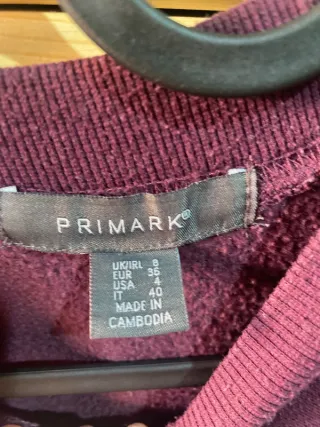 PRIMARK®
UK/IRL 8
EUR 36
USA 4
IT 40
MADE IN
CAMBODIA